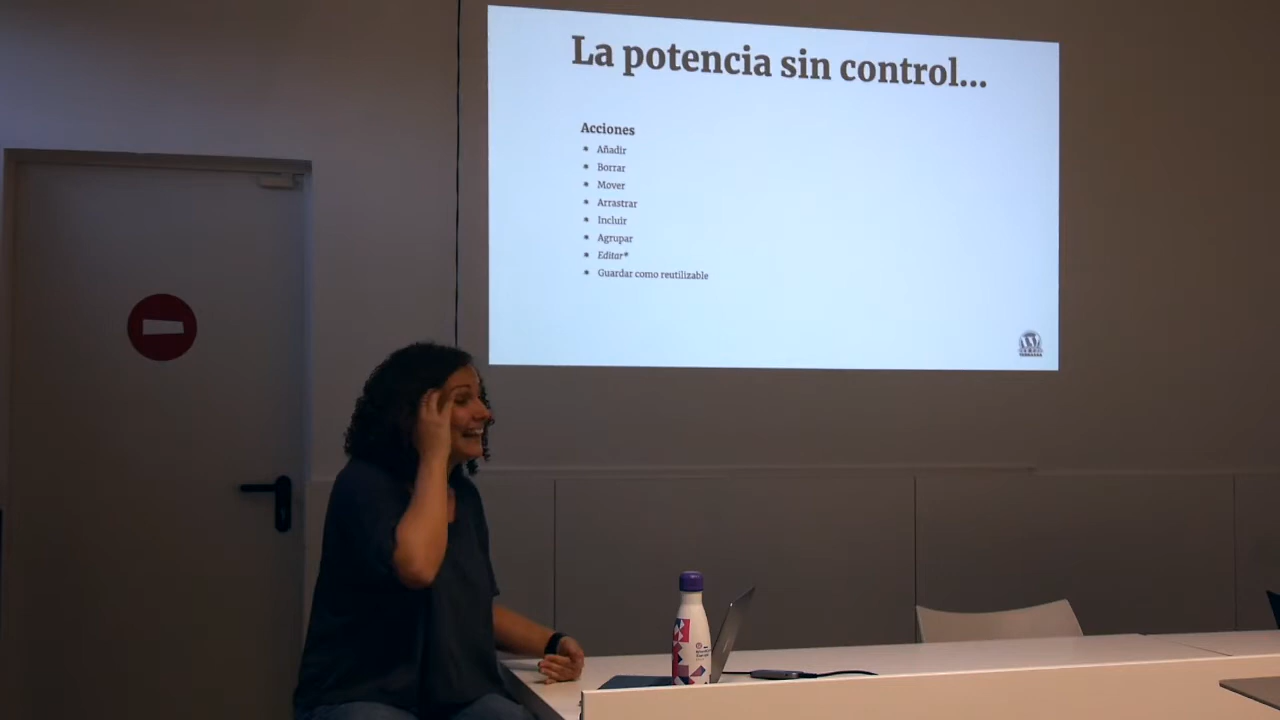 La potencia sin control...
Acciones
* Añadir
* Borrar
* Mover
* Arrastrar
* Incluir
* Agrupar
* Editar*
* Guardar como reutilizable